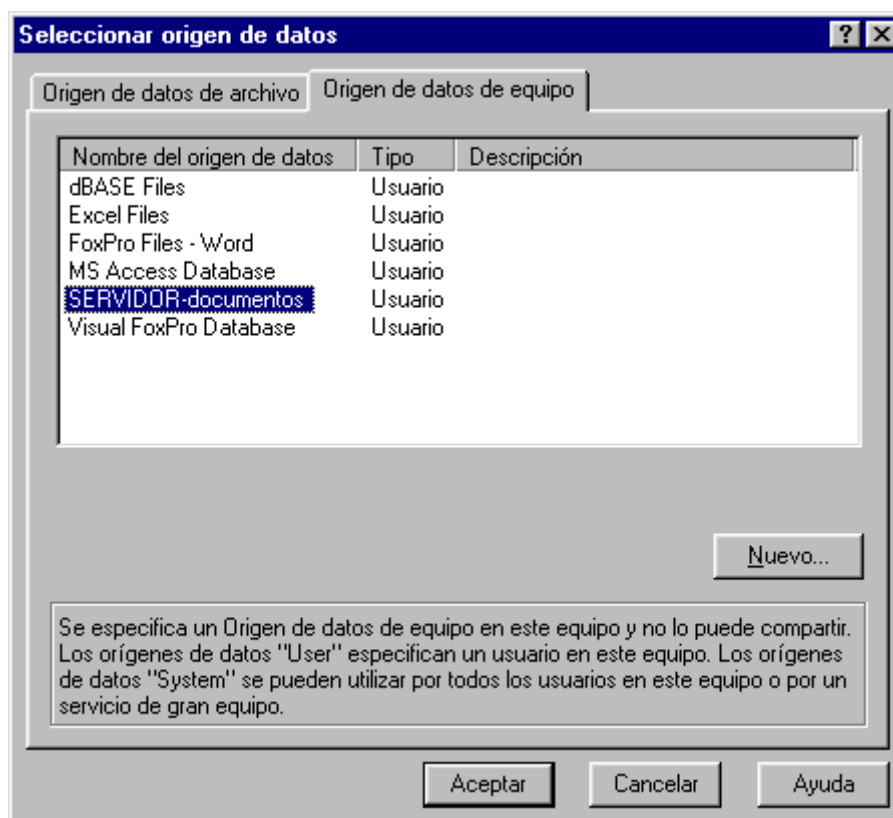 Seleccionar origen de datos
Origen de datos de archivo Origen de datos de equipo
Nombre del origen de datos Tipo Descripción
dBASE Files Usuario
Excel Files Usuario
FoxPro Files - Word Usuario
MS Access Database Usuario
SERVIDOR-documentos Usuario
Visual FoxPro Database Usuario
Nuevo...
Se especifica un Origen de datos de equipo en este equipo y no lo puede compartir.
Los orígenes de datos "User" especifican un usuario en este equipo. Los orígenes
de datos "System" se pueden utilizar por todos los usuarios en este equipo o por un
servicio de gran equipo.
Aceptar Cancelar Ayuda